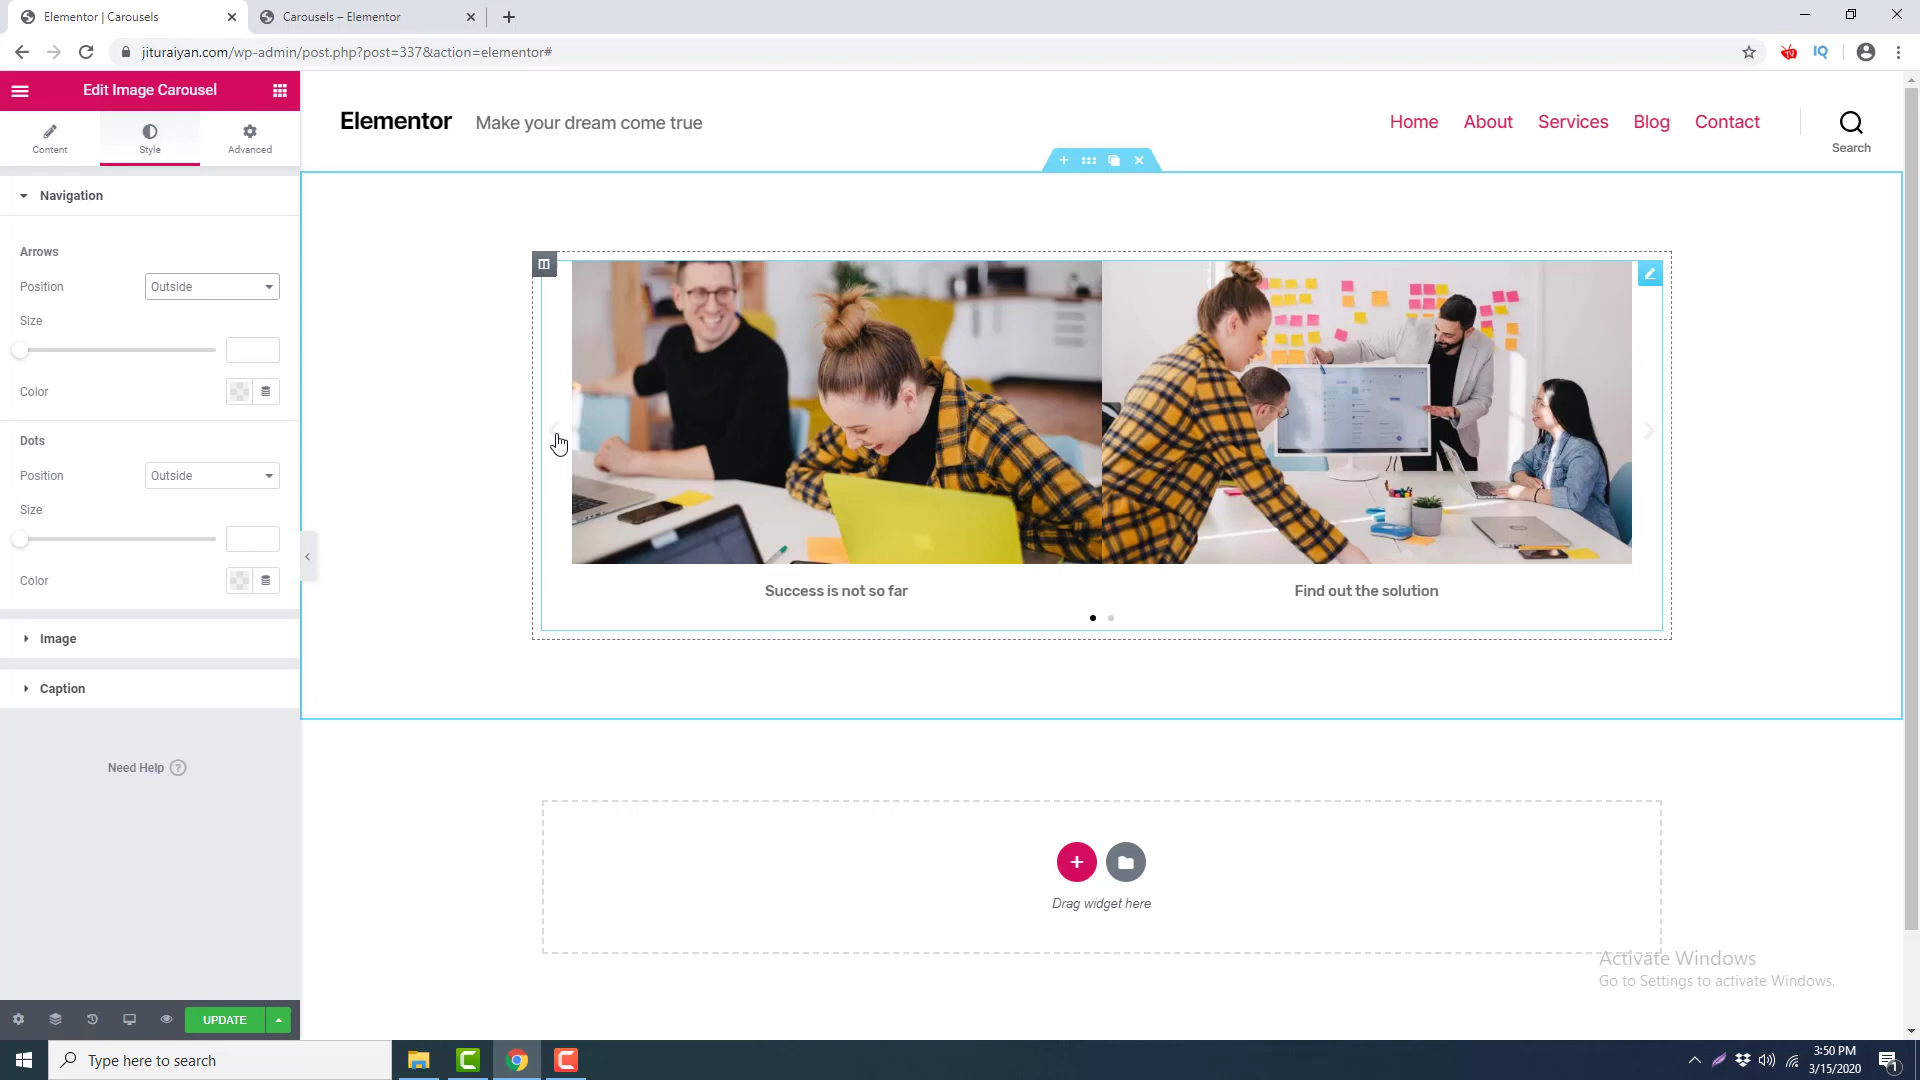 Elementor | Carousels
Carousels – Elementor
jituraiyan.com/wp-admin/post.php?post=337&action=elementor#
Edit Image Carousel
Content
Style
Advanced
Navigation
Arrows
Position
Outside
Size
Color
Dots
Position
Outside
Size
Color
Image
Caption
Need Help ?
UPDATE
Elementor
Make your dream come true
Home
About
Services
Blog
Contact
Search
Success is not so far
Find out the solution
Drag widget here
Activate Windows
Go to Settings to activate Windows.
Type here to search
3:50 PM
3/15/2020
1
IQ